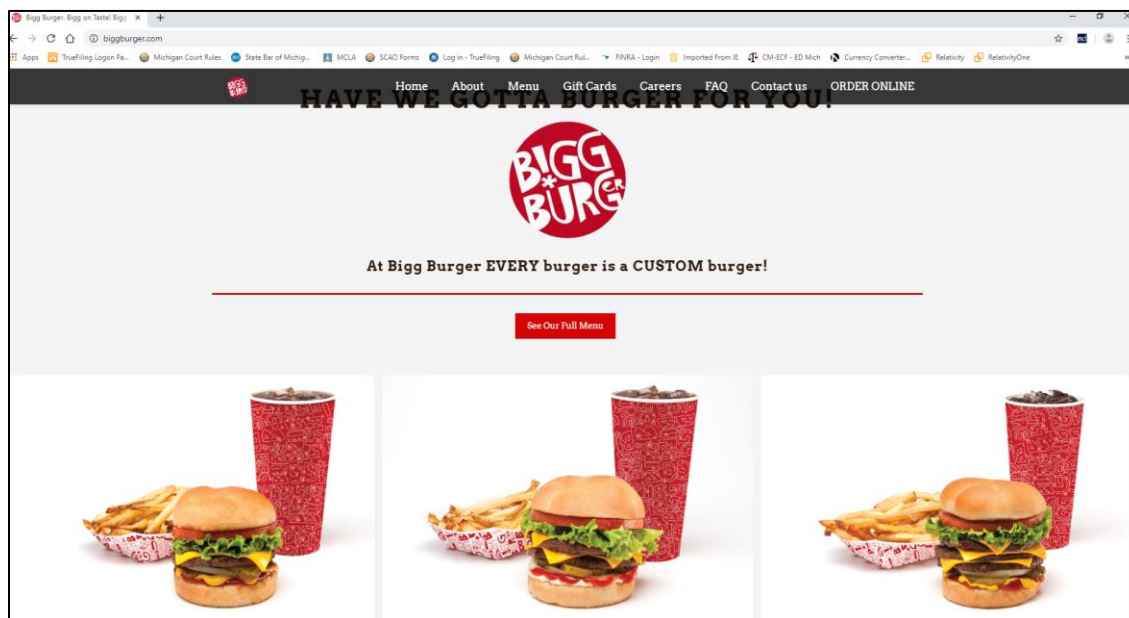 Bigg Burger. Bigg on Taste! Bigg
biggburger.com
Apps TrueFiling Logon Pa... Michigan Court Rules State Bar of Michig... MCLA SCAO Forms Log in - TrueFiling Michigan Court Rul... FINRA - Login Imported From IE CM-ECF - ED Mich Currency Converter... Relativity RelativityOne
BIGG BURGER
Home About Menu Gift Cards Careers FAQ Contact us ORDER ONLINE
HAVE WE GOTTA BURGER FOR YOU!
B!GG
BURGER
At Bigg Burger EVERY burger is a CUSTOM burger!
See Our Full Menu